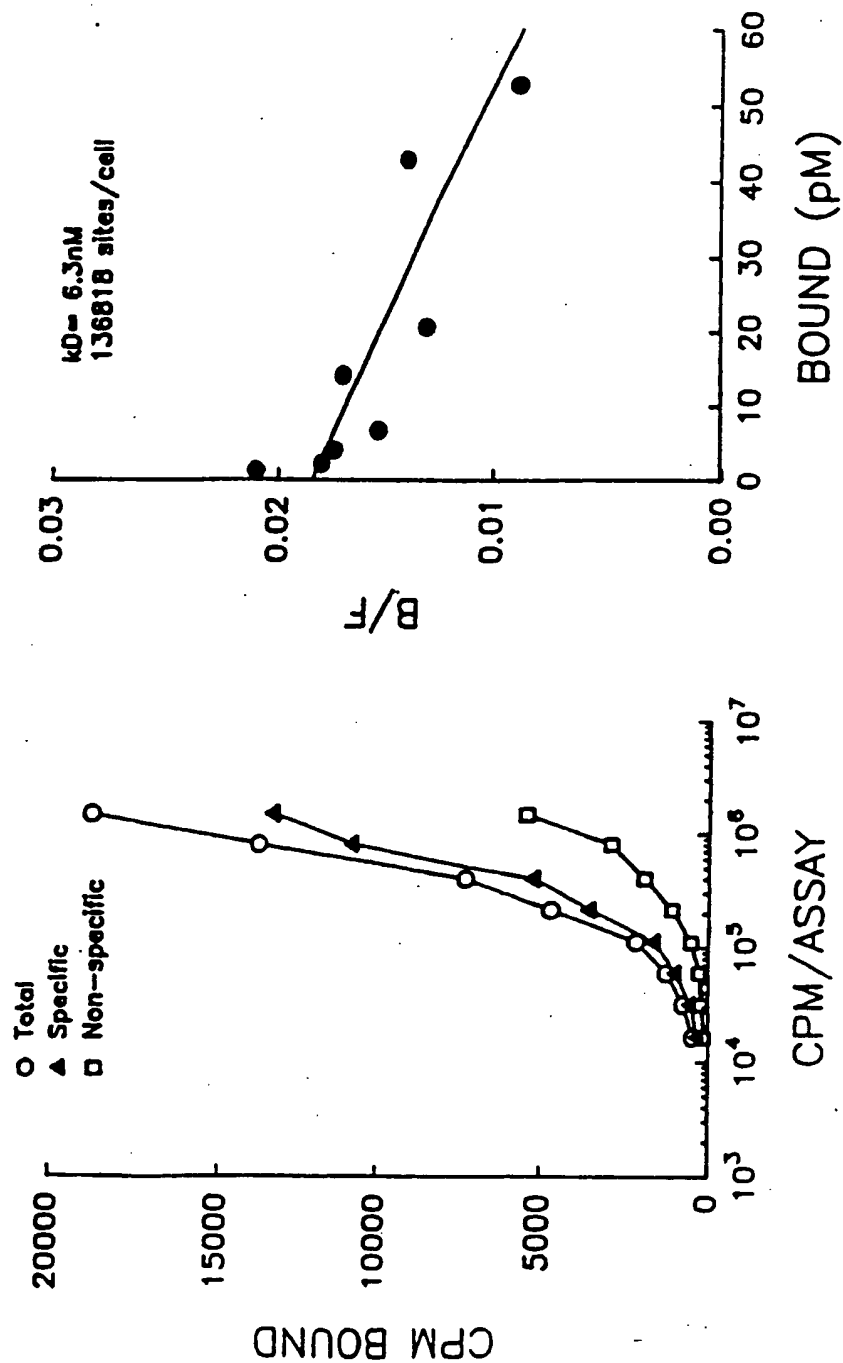 Total
Specific
Non-specific
20000
15000
10000
5000
0
CPM BOUND
10³
10⁴
10⁵
10⁶
10⁷
CPM/ASSAY
kD= 6.3nM
136818 sites/cell
0.03
0.02
0.01
0.00
B/F
0
10
20
30
40
50
60
BOUND (pM)